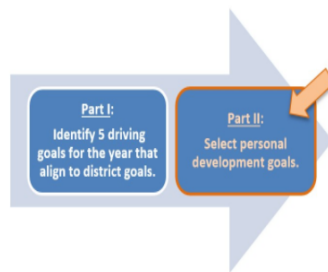 Part I:
Identify 5 driving
goals for the year that
align to district goals.
Part II:
Select personal
development goals.